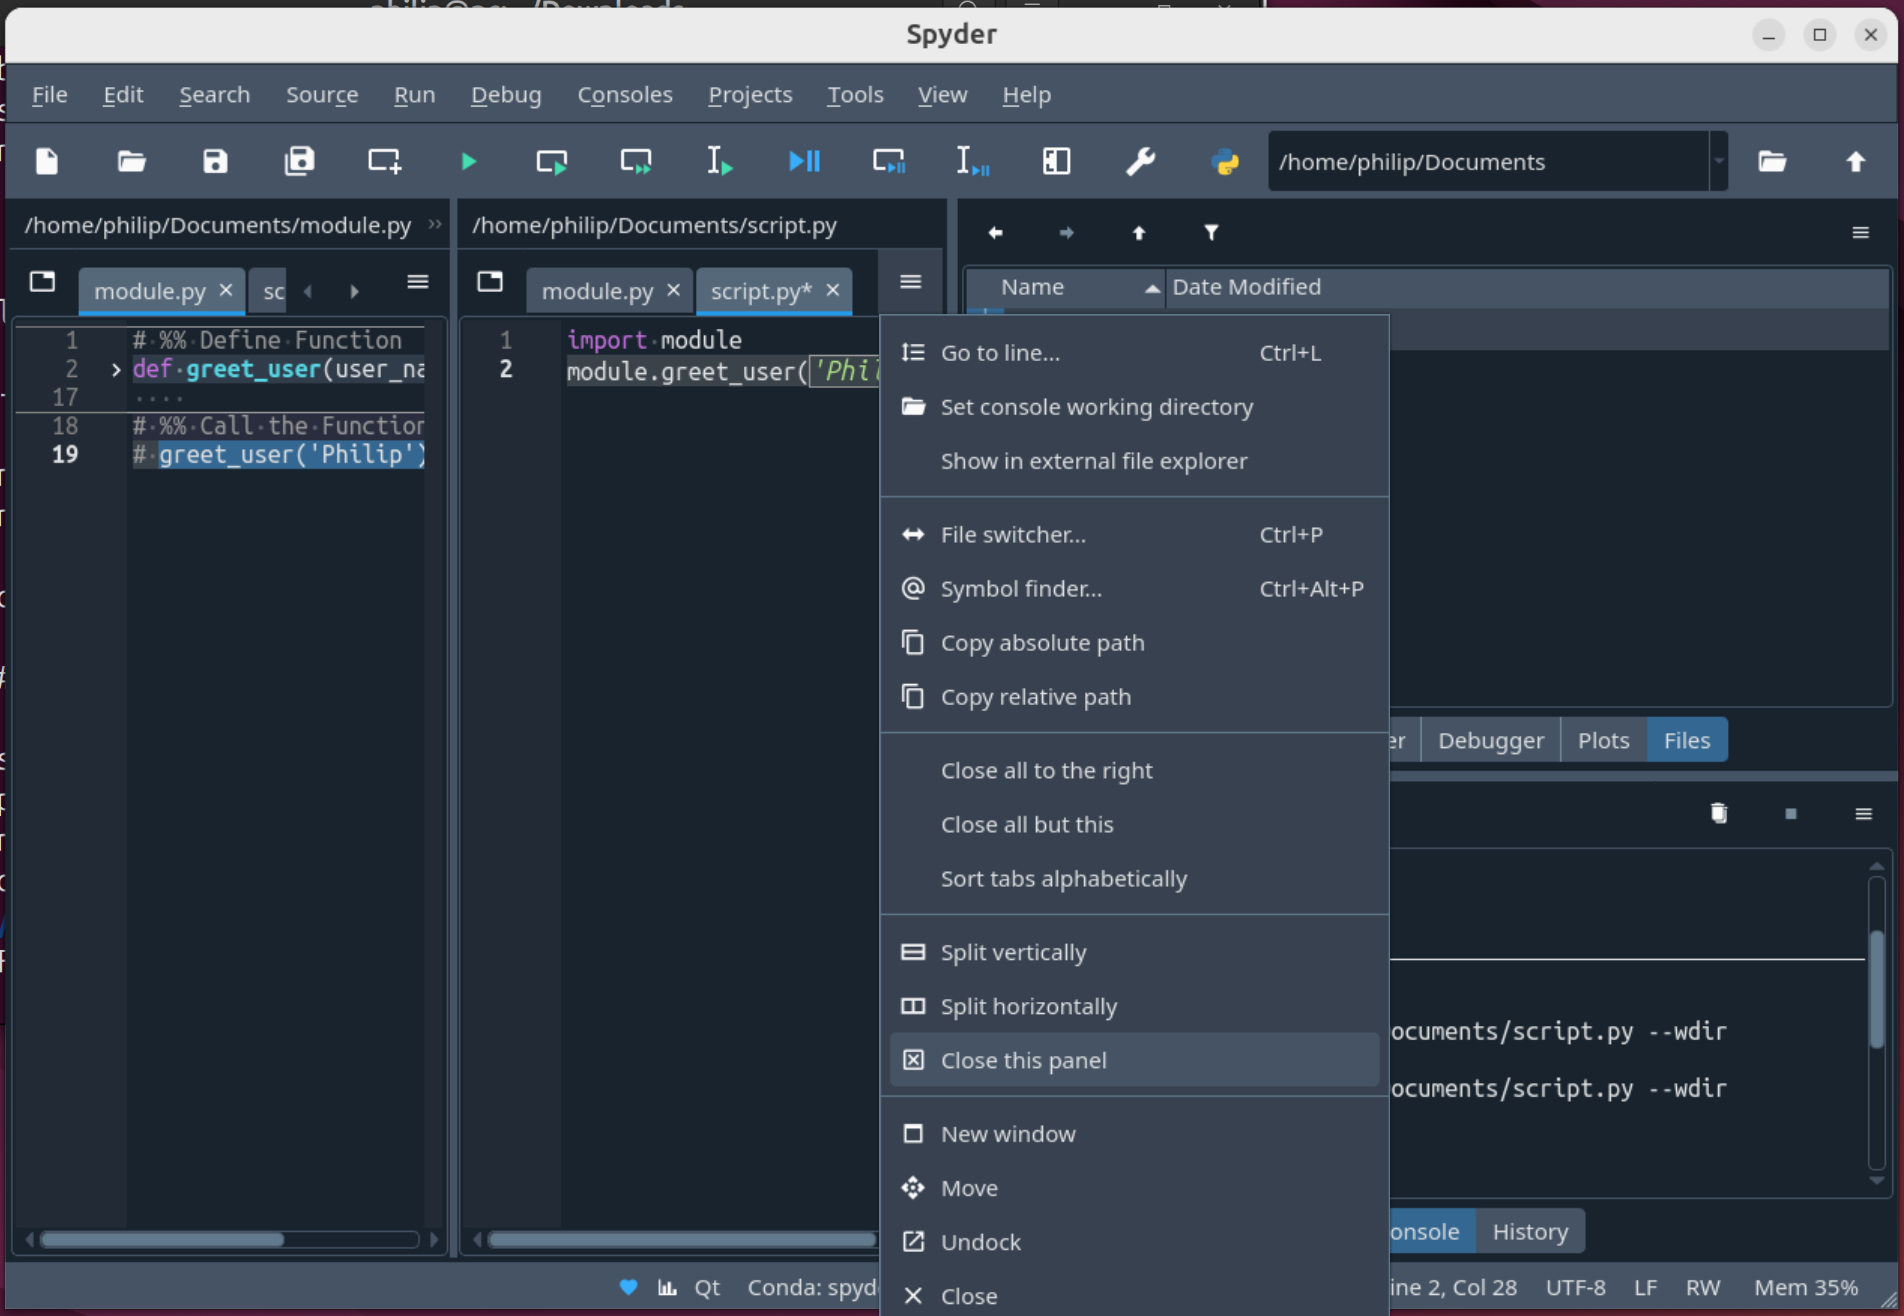 Spyder
File Edit Search Source Run Debug Consoles Projects Tools View Help
/home/philip/Documents
/home/philip/Documents/module.py »
/home/philip/Documents/script.py
module.py sc
module.py script.py*
Name Date Modified
1 # %% Define Function
2 def greet_user(user_na
17
18 # %% Call the Function
19 # greet_user('Philip')
1 import module
2 module.greet_user('Phil
Go to line... Ctrl+L
Set console working directory
Show in external file explorer
File switcher... Ctrl+P
Symbol finder... Ctrl+Alt+P
Copy absolute path
Copy relative path
Close all to the right
Close all but this
Sort tabs alphabetically
Split vertically
Split horizontally
Close this panel
New window
Move
Undock
Close
er Debugger Plots Files
ocuments/script.py --wdir
ocuments/script.py --wdir
onsole History
Qt Conda: spyd
ine 2, Col 28 UTF-8 LF RW Mem 35%